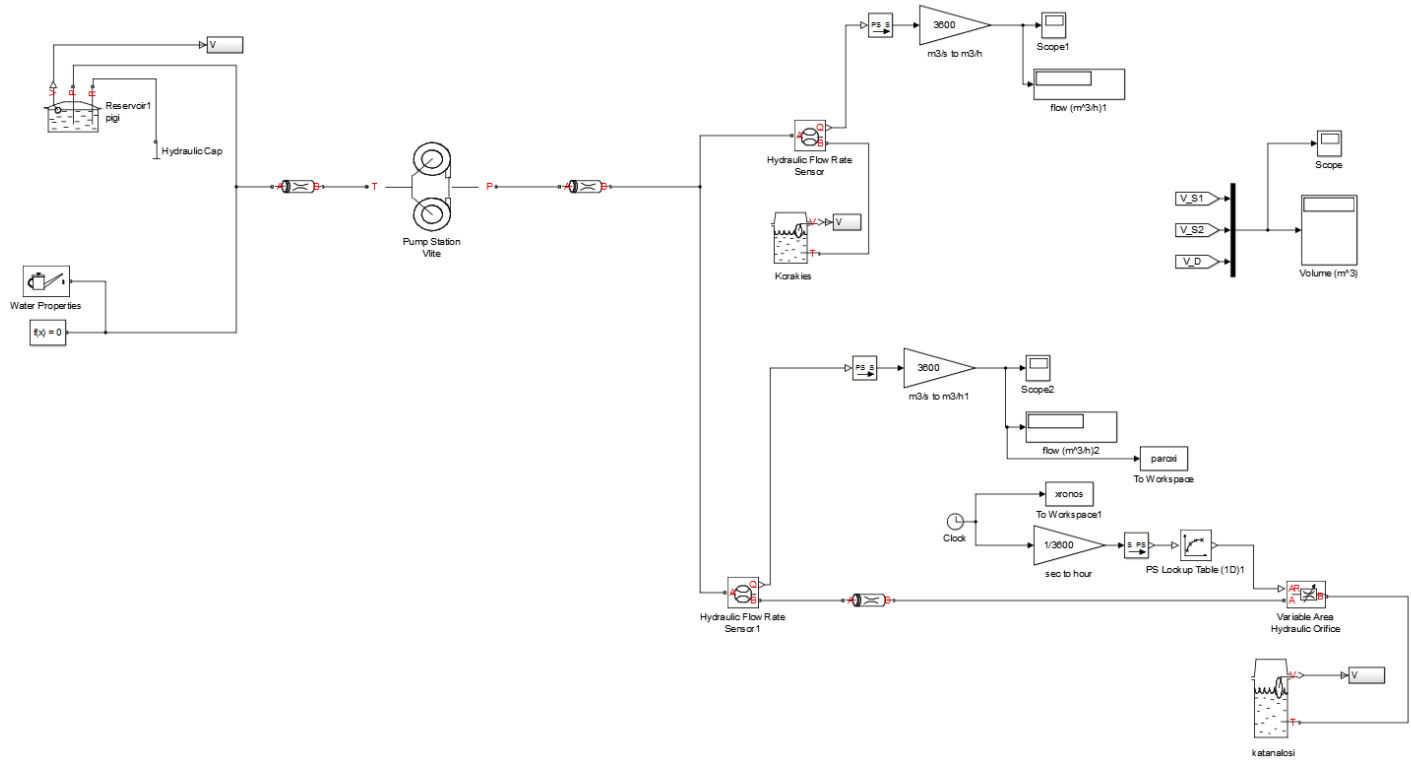 V
V
P
R
Reservoir1
pigi
Hydraulic Cap
Water Properties
f(x) = 0
A
B
T
Pump Station
Vlite
P
A
B
PS S
3600
m3/s to m3/h
Scope1
flow (m^3/h)1
A
Q
B
Hydraulic Flow Rate
Sensor
V
V
T
Korakies
V_S1
V_S2
V_D
Scope
Volume (m^3)
PS S
3600
m3/s to m3/h1
Scope2
flow (m^3/h)2
paroxi
To Workspace
xronos
To Workspace1
Clock
1/3600
sec to hour
S PS
PS Lookup Table (1D)1
A
Q
B
Hydraulic Flow Rate
Sensor1
A
B
AR
A
B
Variable Area
Hydraulic Orifice
V
V
T
katanalosi